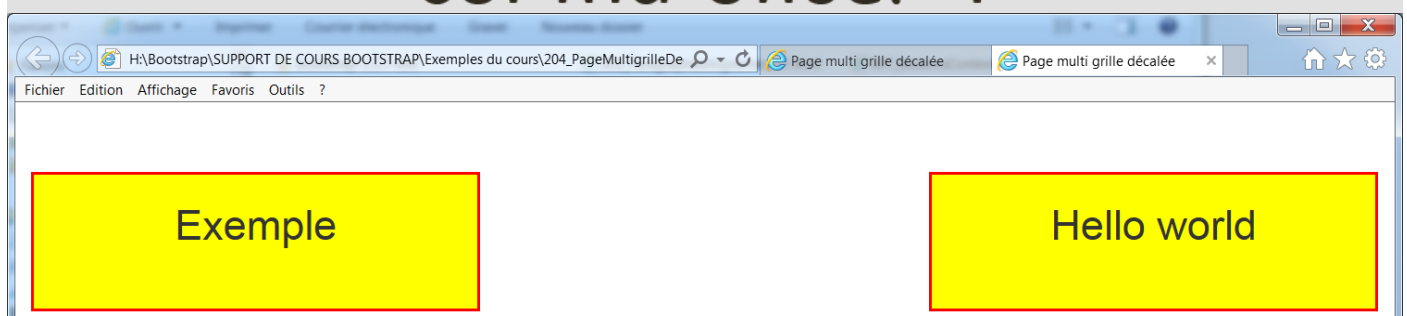 H:\Bootstrap\SUPPORT DE COURS BOOTSTRAP\Exemples du cours\204_PageMultigrilleDe
Page multi grille décalée
Page multi grille décalée
Fichier Edition Affichage Favoris Outils ?
Exemple
Hello world